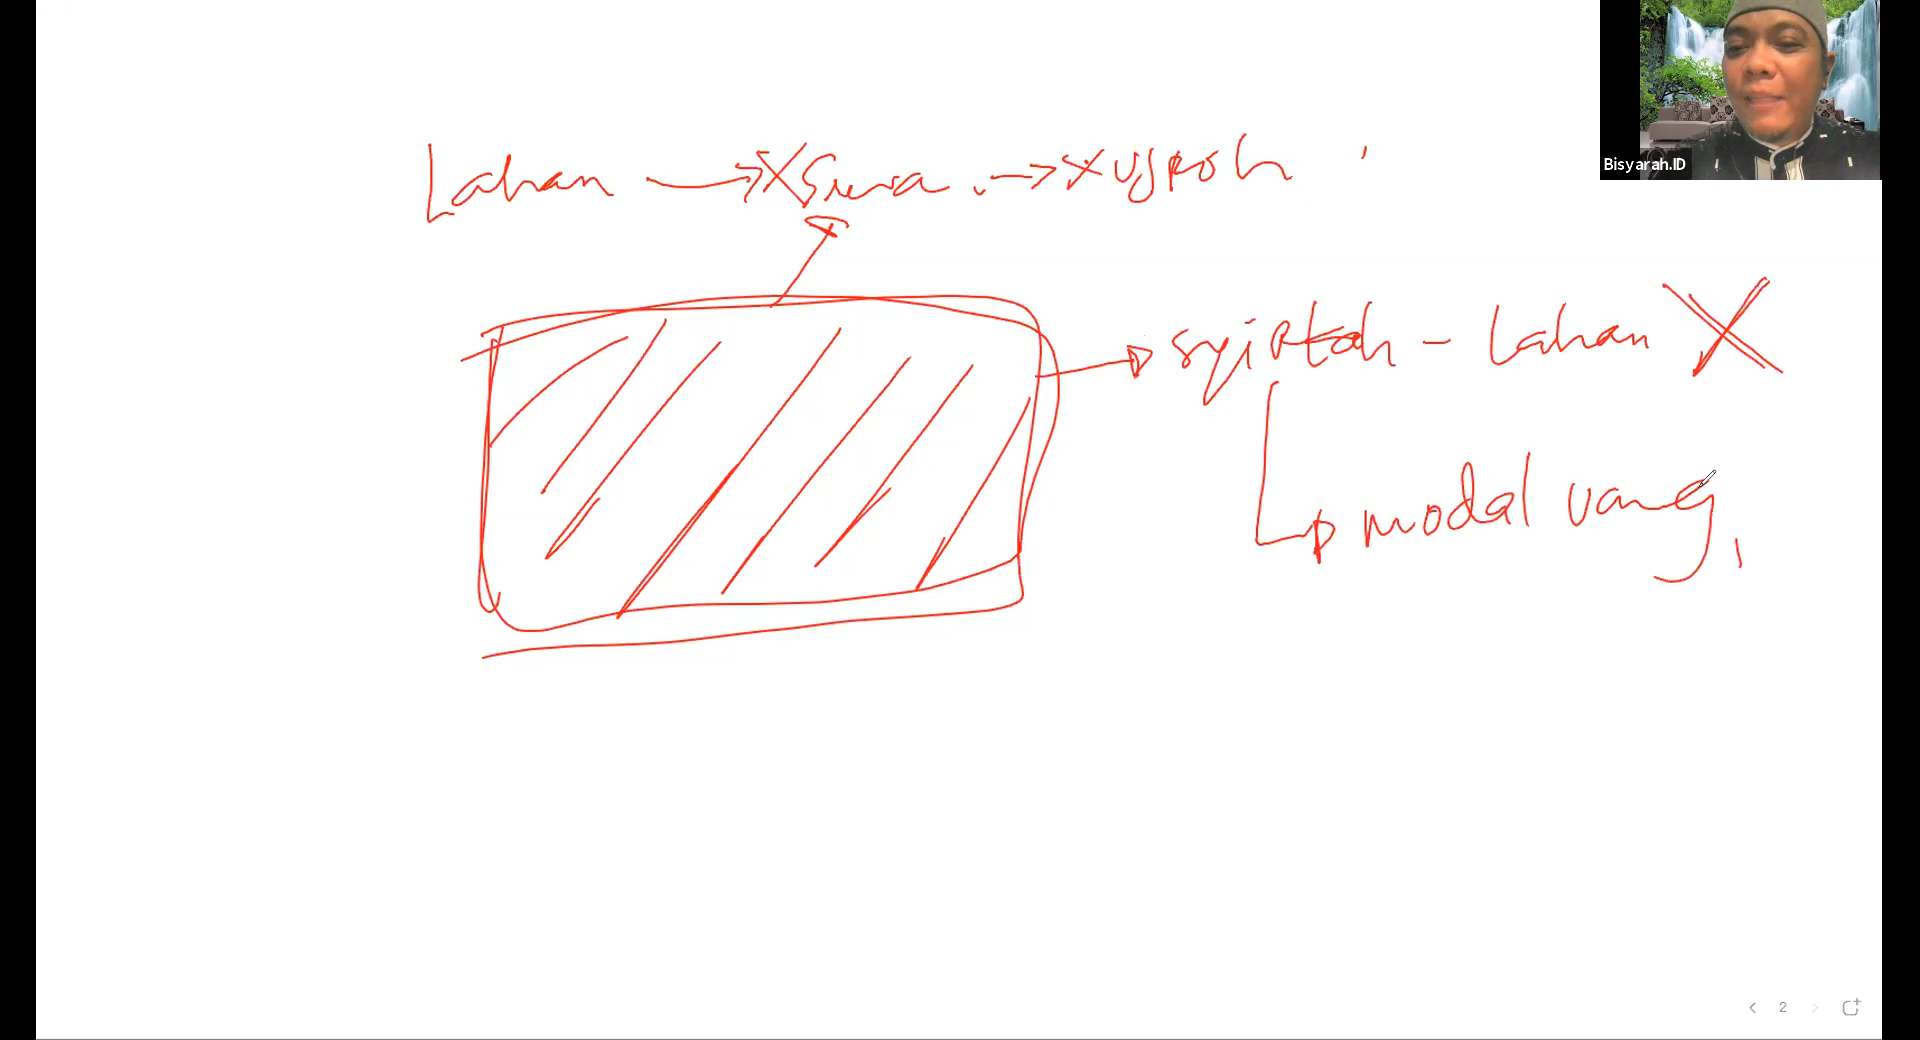 Bisyarah.ID
Lahan → X Sewa . → X ujroh
syirkah - Lahan X
modal uang,
2